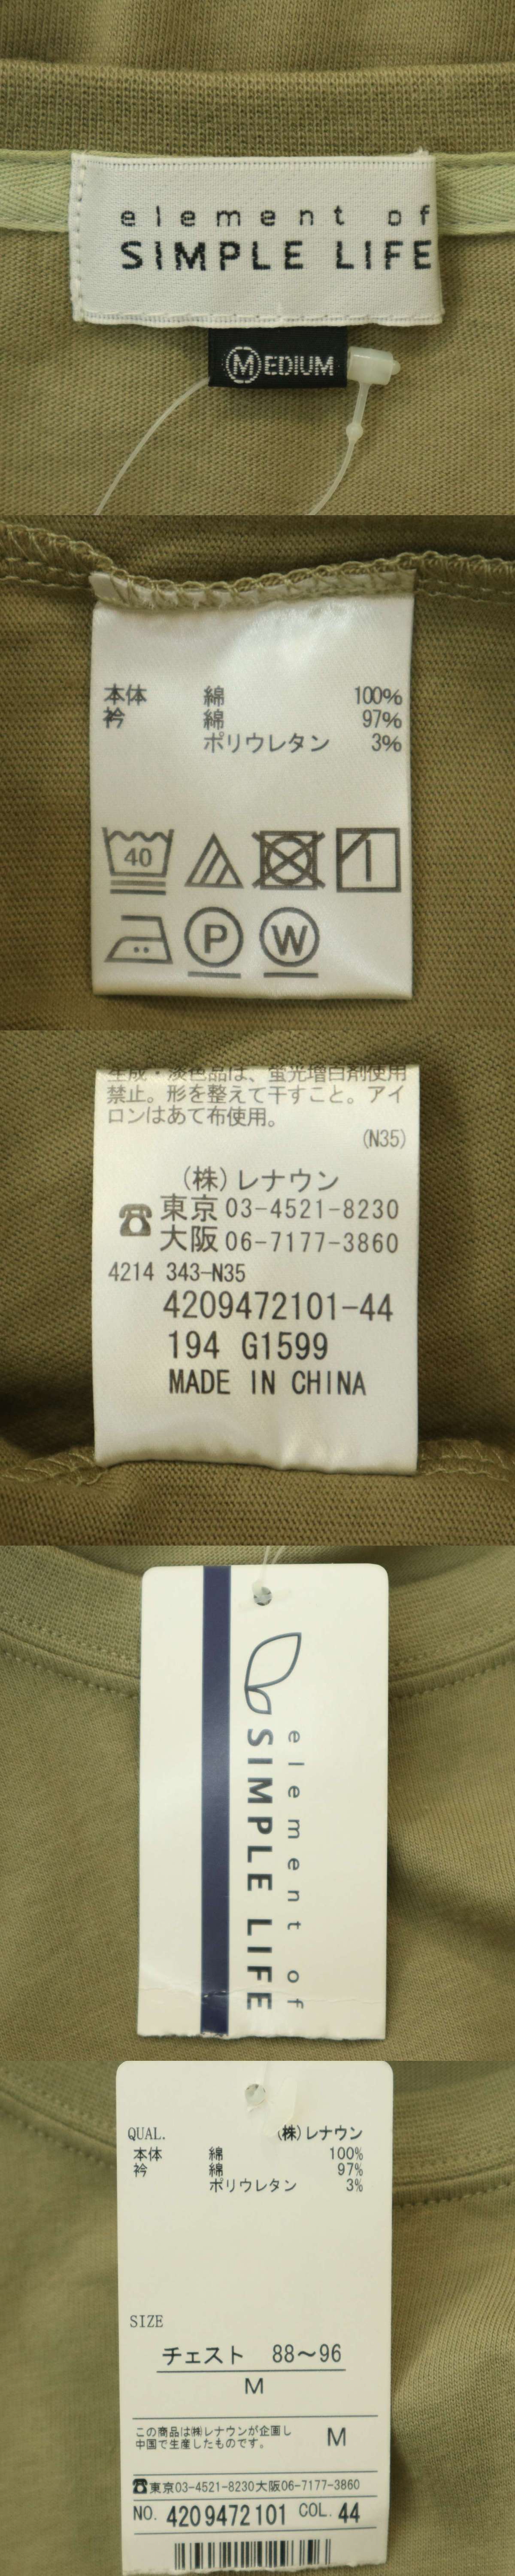 element of
SIMPLE LIFE
MEDIUM
本体 綿 100%
衿 綿 97%
ポリウレタン 3%
40
P W
生成・淡色品は、蛍光増白剤使用
禁止。形を整えて干すこと。アイ
ロンはあて布使用。
(N35)
(株)レナウン
☎東京 03-4521-8230
大阪 06-7177-3860
4214 343-N35
4209472101-44
194 G1599
MADE IN CHINA
element of
SIMPLE LIFE
QUAL. (株)レナウン
本体 綿 100%
衿 綿 97%
ポリウレタン 3%
SIZE
チェスト 88～96
M
この商品は㈱レナウンが企画し
中国で生産したものです。 M
☎東京03-4521-8230大阪06-7177-3860
NO. 4209472101 COL. 44